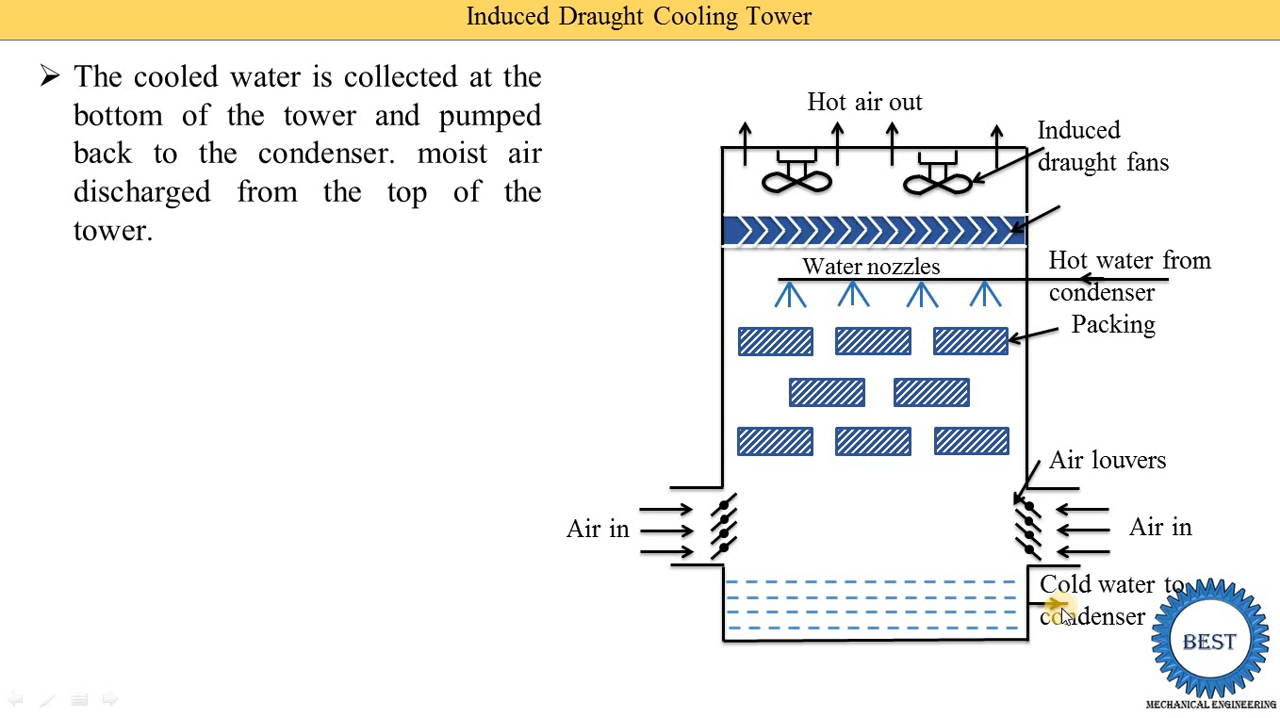 Induced Draught Cooling Tower
➢ The cooled water is collected at the
bottom of the tower and pumped
back to the condenser. moist air
discharged from the top of the
tower.
Hot air out
Induced
draught fans
Water nozzles
Hot water from
condenser
Packing
Air louvers
Air in
Air in
Cold water to
condenser
BEST
MECHANICAL ENGINEERING